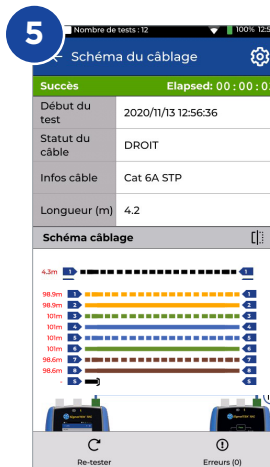 5
Nombre de tests : 12 100% 12:5
← Schéma du câblage
Succès Elapsed: 00 : 00 : 0
Début du test 2020/11/13 12:56:36
Statut du câble DROIT
Infos câble Cat 6A STP
Longueur (m) 4.2
Schéma câblage
4.3m 1 1
98.9m 1 1
98.9m 2 2
101m 3 3
101m 4 4
101m 5 5
101m 6 6
98.6m 7 7
98.6m 8 8
- S S
Re-tester Erreurs (0)